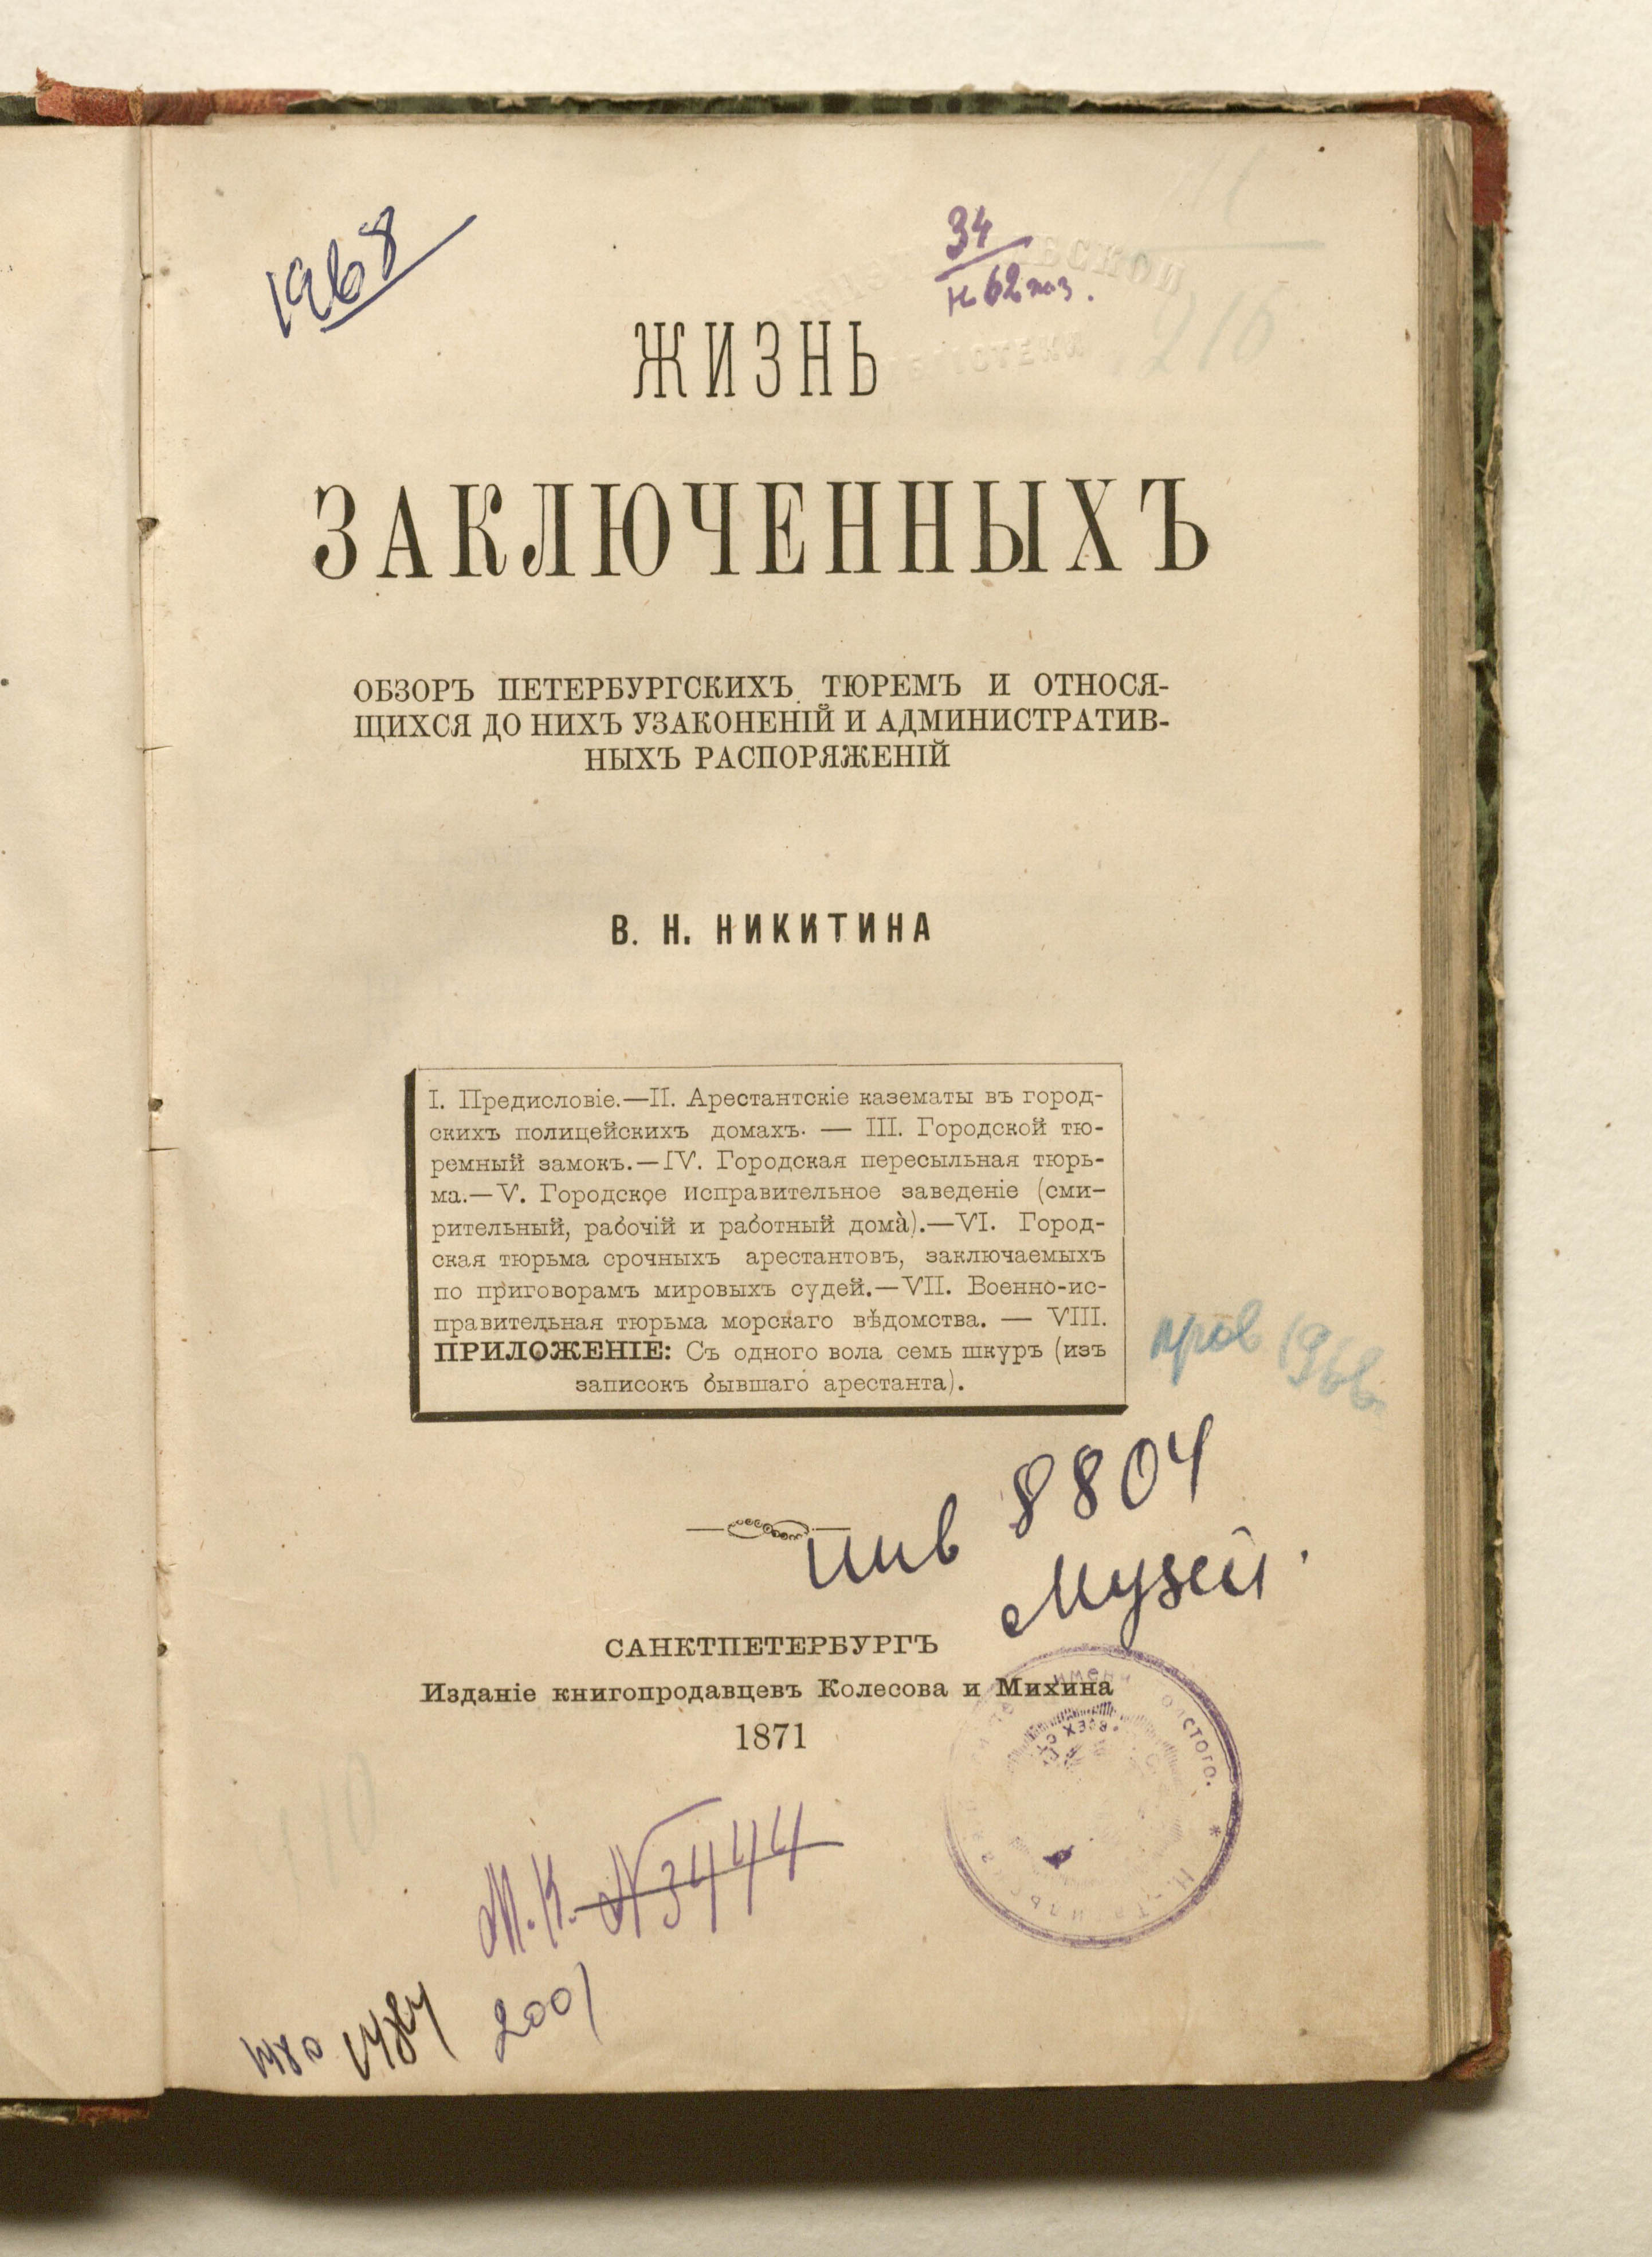 1968
34
н 62 экз.
216
ЖИЗНЬ
ЗАКЛЮЧЕННЫХЪ
ОБЗОРЪ ПЕТЕРБУРГСКИХЪ ТЮРЕМЪ И ОТНОСЯ-
ЩИХСЯ ДО НИХЪ УЗАКОНЕНІЙ И АДМИНИСТРАТИВ-
НЫХЪ РАСПОРЯЖЕНІЙ
В. Н. НИКИТИНА
I. Предисловіе.—II. Арестантскіе казематы въ город-
скихъ полицейскихъ домахъ. — III. Городской тю-
ремный замокъ.—IV. Городская пересыльная тюрь-
ма.—V. Городское исправительное заведеніе (сми-
рительный, рабочій и работный дома̀).—VI. Город-
ская тюрьма срочныхъ арестантовъ, заключаемыхъ
по приговорамъ мировыхъ судей.—VII. Военно-ис-
правительная тюрьма морскаго вѣдомства. — VIII.
ПРИЛОЖЕНІЕ: Съ одного вола семь шкуръ (изъ
записокъ бывшаго арестанта).
пров 1966
инв 8804
Музей.
САНКТПЕТЕРБУРГЪ
Изданіе книгопродавцевъ Колесова и Михина
1871
М.К. №3444
2001